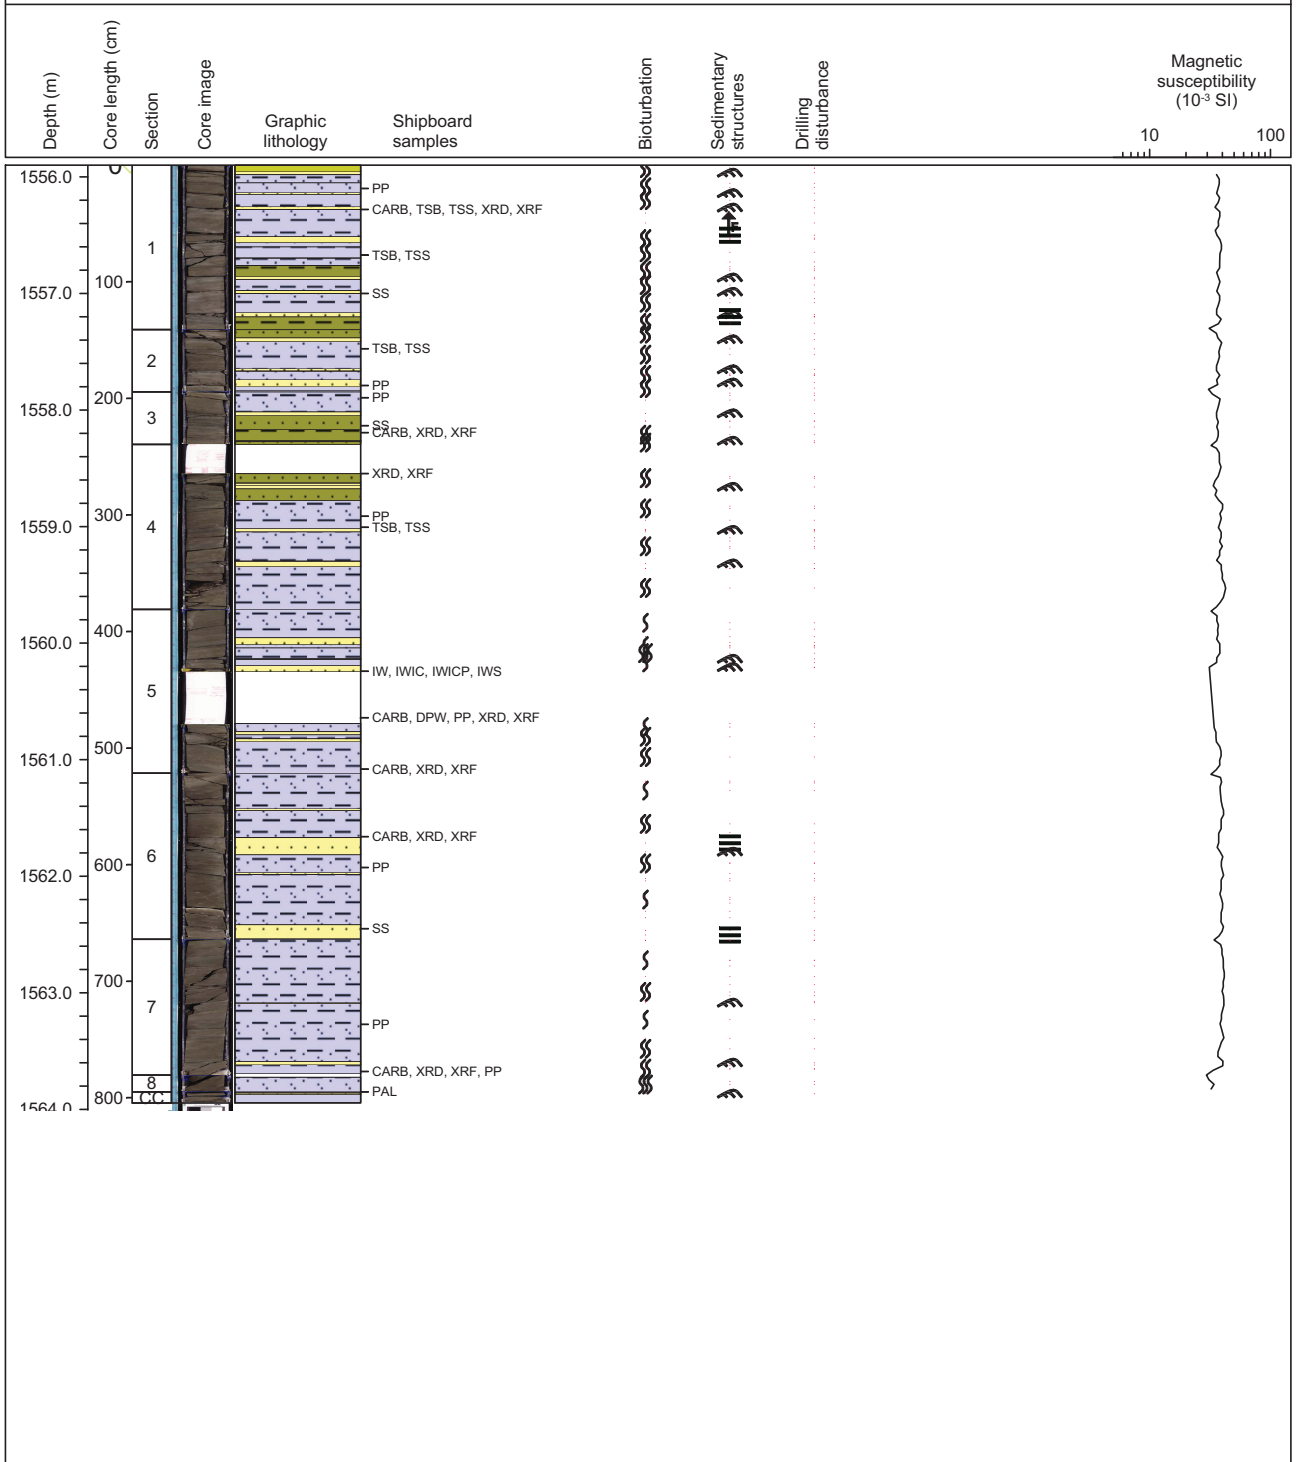 Depth (m)
Core length (cm)
Section
Core image
Graphic
lithology
Shipboard
samples
Bioturbation
Sedimentary
structures
Drilling
disturbance
Magnetic
susceptibility
(10-3 SI)
10 100
0
1556.0
PP
CARB, TSB, TSS, XRD, XRF
1
TSB, TSS
100
1557.0
SS
TSB, TSS
2
PP
200
PP
1558.0
3
SS
CARB, XRD, XRF
XRD, XRF
300
PP
1559.0
4
TSB, TSS
400
1560.0
IW, IWIC, IWICP, IWS
5
CARB, DPW, PP, XRD, XRF
500
1561.0
CARB, XRD, XRF
CARB, XRD, XRF
6
600
PP
1562.0
SS
700
1563.0
7
PP
CARB, XRD, XRF, PP
8
PAL
CC
800
1564.0